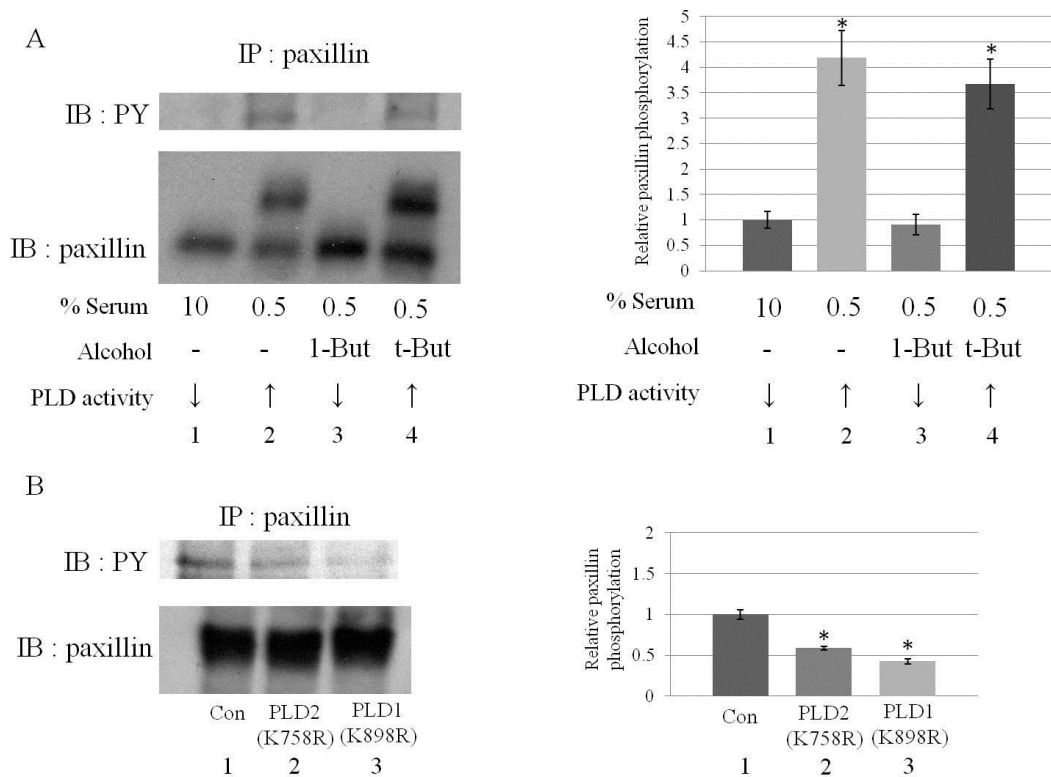 A
IP : paxillin
IB : PY
IB : paxillin
% Serum 10 0.5 0.5 0.5
Alcohol - - 1-But t-But
PLD activity ↓ ↑ ↓ ↑
1 2 3 4
Relative paxillin phosphorylation
5
4.5
4
3.5
3
2.5
2
1.5
1
0.5
0
* *
% Serum 10 0.5 0.5 0.5
Alcohol - - 1-But t-But
PLD activity ↓ ↑ ↓ ↑
1 2 3 4
B
IP : paxillin
IB : PY
IB : paxillin
Con PLD2 PLD1
(K758R) (K898R)
1 2 3
Relative paxillin
phosphorylation
2
1.5
1
0.5
0
* *
Con PLD2 PLD1
(K758R) (K898R)
1 2 3